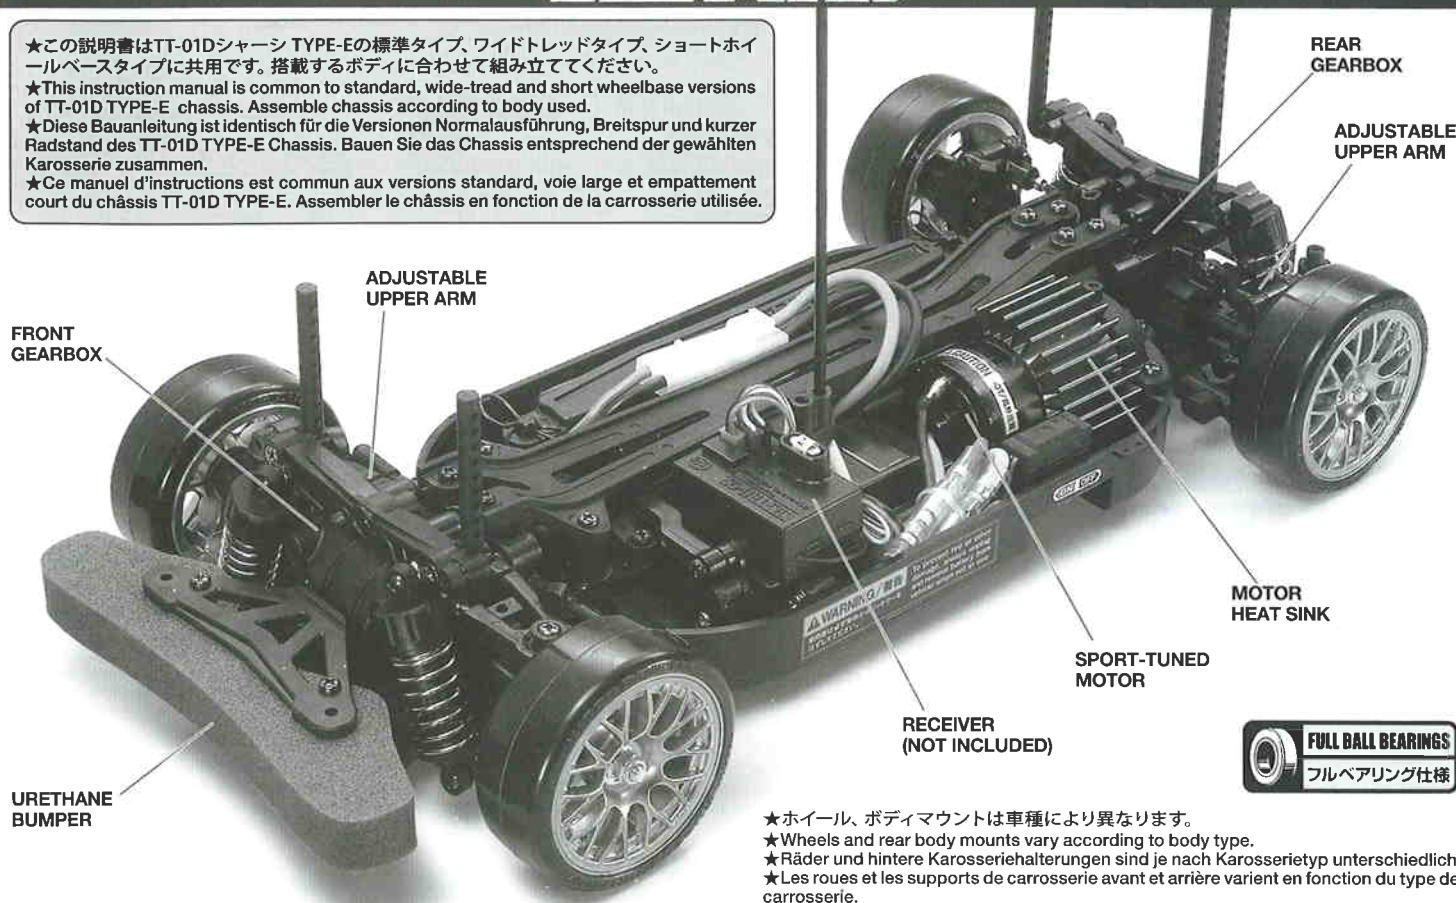 ★この説明書はTT-01Dシャーシ TYPE-Eの標準タイプ、ワイドトレッドタイプ、ショートホイ
ールベースタイプに共用です。搭載するボディに合わせて組み立ててください。
★This instruction manual is common to standard, wide-tread and short wheelbase versions
of TT-01D TYPE-E chassis. Assemble chassis according to body used.
★Diese Bauanleitung ist identisch für die Versionen Normalausführung, Breitspur und kurzer
Radstand des TT-01D TYPE-E Chassis. Bauen Sie das Chassis entsprechend der gewählten
Karosserie zusammen.
★Ce manuel d'instructions est commun aux versions standard, voie large et empattement
court du châssis TT-01D TYPE-E. Assembler le châssis en fonction de la carrosserie utilisée.
REAR
GEARBOX
ADJUSTABLE
UPPER ARM
ADJUSTABLE
UPPER ARM
FRONT
GEARBOX
CAUTION
ON OFF
WARNING/警告
To prevent
MOTOR
HEAT SINK
SPORT-TUNED
MOTOR
RECEIVER
(NOT INCLUDED)
URETHANE
BUMPER
FULL BALL BEARINGS
フルベアリング仕様
★ホイール、ボディマウントは車種により異なります。
★Wheels and rear body mounts vary according to body type.
★Räder und hintere Karosseriehalterungen sind je nach Karosserietyp unterschiedlich
★Les roues et les supports de carrosserie avant et arrière varient en fonction du type de
carrosserie.